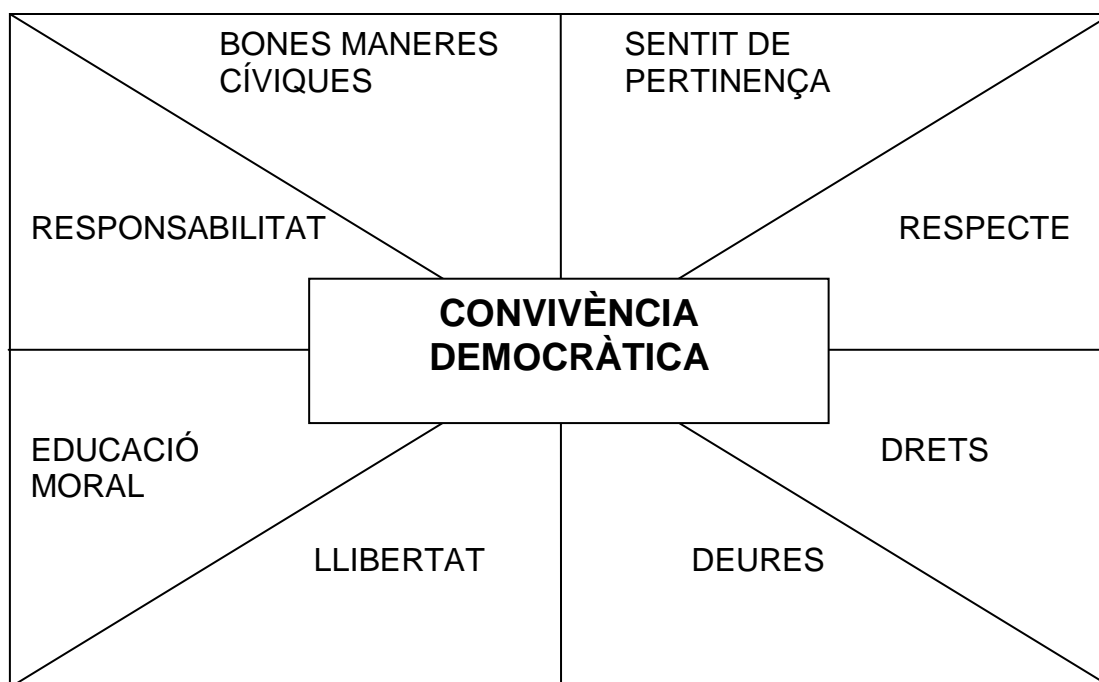 BONES MANERES
CÍVIQUES
SENTIT DE
PERTINENÇA
RESPONSABILITAT
RESPECTE
CONVIVÈNCIA
DEMOCRÀTICA
EDUCACIÓ
MORAL
DRETS
LLIBERTAT
DEURES